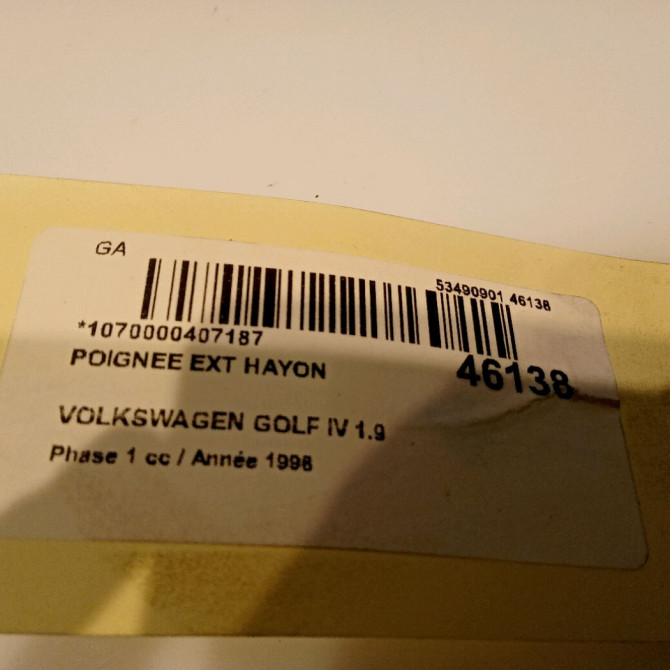 GA
53490901 46138
*1070000407187
POIGNEE EXT HAYON
46138
VOLKSWAGEN GOLF IV 1.9
Phase 1 cc / Année 1998